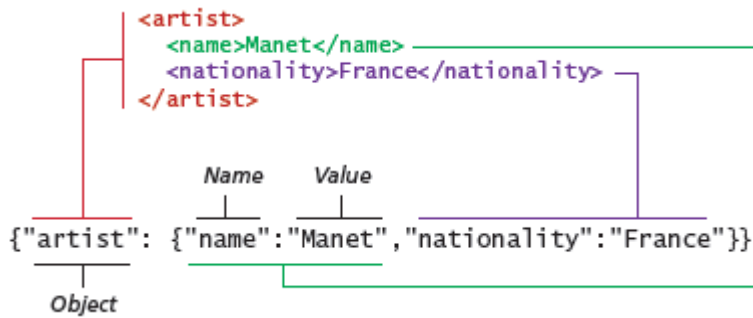 <artist>
<name>Manet</name>
<nationality>France</nationality>
</artist>
Name Value
{"artist": {"name":"Manet","nationality":"France"}}
Object